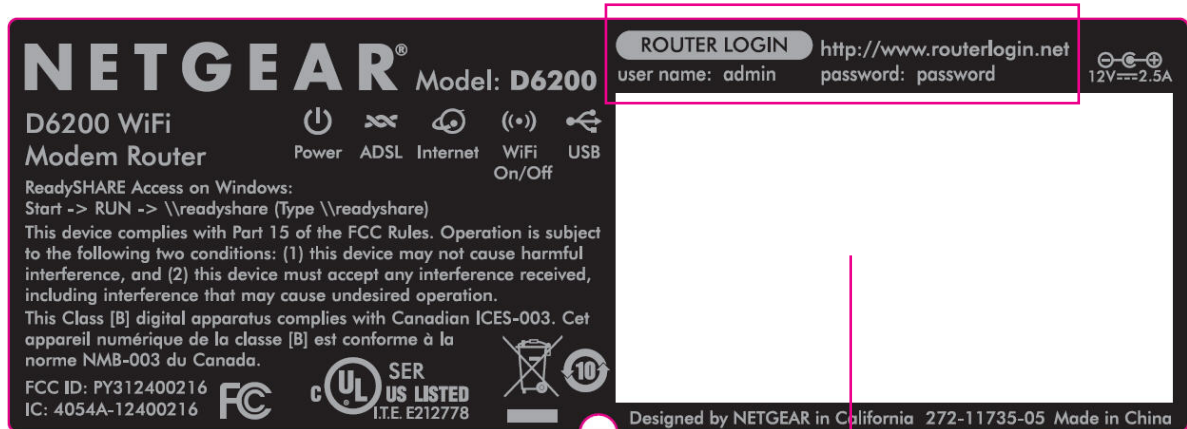 NETGEAR® Model: D6200
D6200 WiFi
Modem Router
Power ADSL Internet WiFi On/Off USB
ReadySHARE Access on Windows:
Start -> RUN -> \\readyshare (Type \\readyshare)
This device complies with Part 15 of the FCC Rules. Operation is subject
to the following two conditions: (1) this device may not cause harmful
interference, and (2) this device must accept any interference received,
including interference that may cause undesired operation.
This Class [B] digital apparatus complies with Canadian ICES-003. Cet
appareil numérique de la classe [B] est conforme à la
norme NMB-003 du Canada.
FCC ID: PY312400216
IC: 4054A-12400216
FC
c UL SER
US LISTED
I.T.E. E212778
10
ROUTER LOGIN http://www.routerlogin.net
user name: admin password: password
12V⎓2.5A
Designed by NETGEAR in California 272-11735-05 Made in China